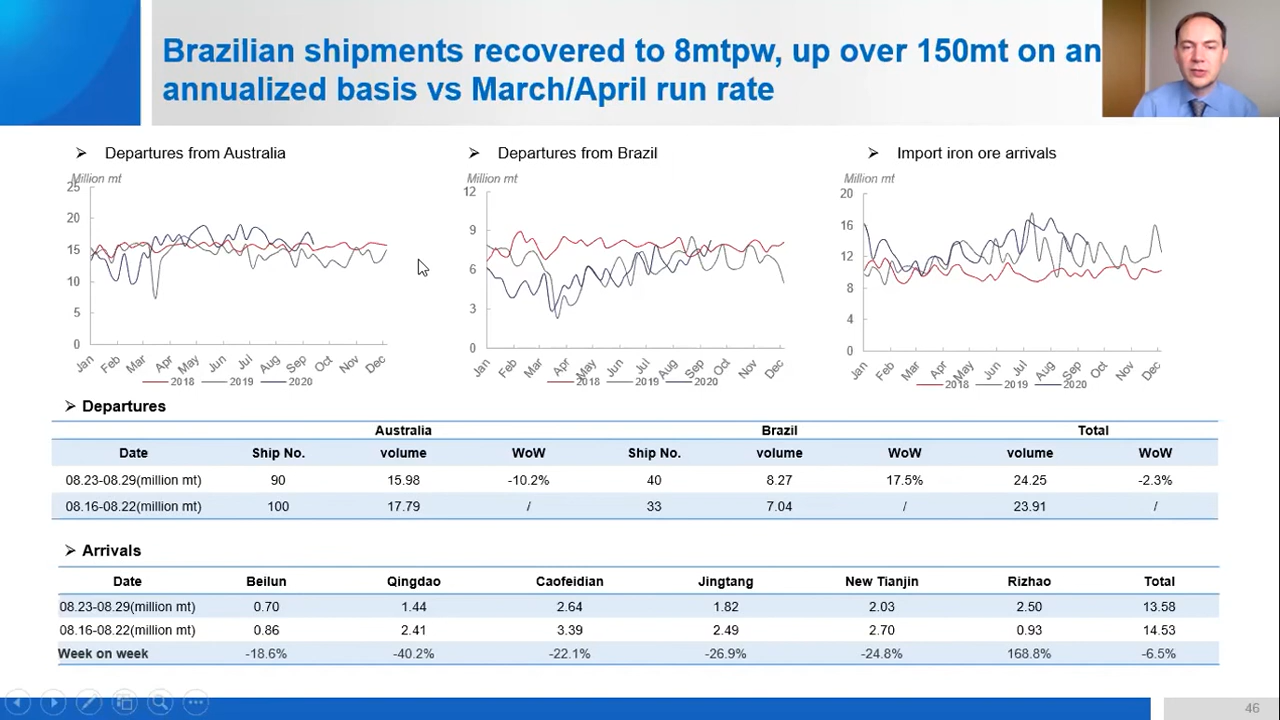 Brazilian shipments recovered to 8mtpw, up over 150mt on an
annualized basis vs March/April run rate
Departures from Australia
Million mt
25
20
15
10
5
0
Jan Feb Mar Apr May Jun Jul Aug Sep Oct Nov Dec
2018 2019 2020
Departures from Brazil
Million mt
12
9
6
3
0
Jan Feb Mar Apr May Jun Jul Aug Sep Oct Nov Dec
2018 2019 2020
Import iron ore arrivals
Million mt
20
16
12
8
4
0
Jan Feb Mar Apr May Jun Jul Aug Sep Oct Nov Dec
2018 2019 2020
Departures
Australia Brazil Total
Date Ship No. volume WoW Ship No. volume WoW volume WoW
08.23-08.29(million mt) 90 15.98 -10.2% 40 8.27 17.5% 24.25 -2.3%
08.16-08.22(million mt) 100 17.79 / 33 7.04 / 23.91 /
Arrivals
Date Beilun Qingdao Caofeidian Jingtang New Tianjin Rizhao Total
08.23-08.29(million mt) 0.70 1.44 2.64 1.82 2.03 2.50 13.58
08.16-08.22(million mt) 0.86 2.41 3.39 2.49 2.70 0.93 14.53
Week on week -18.6% -40.2% -22.1% -26.9% -24.8% 168.8% -6.5%
46